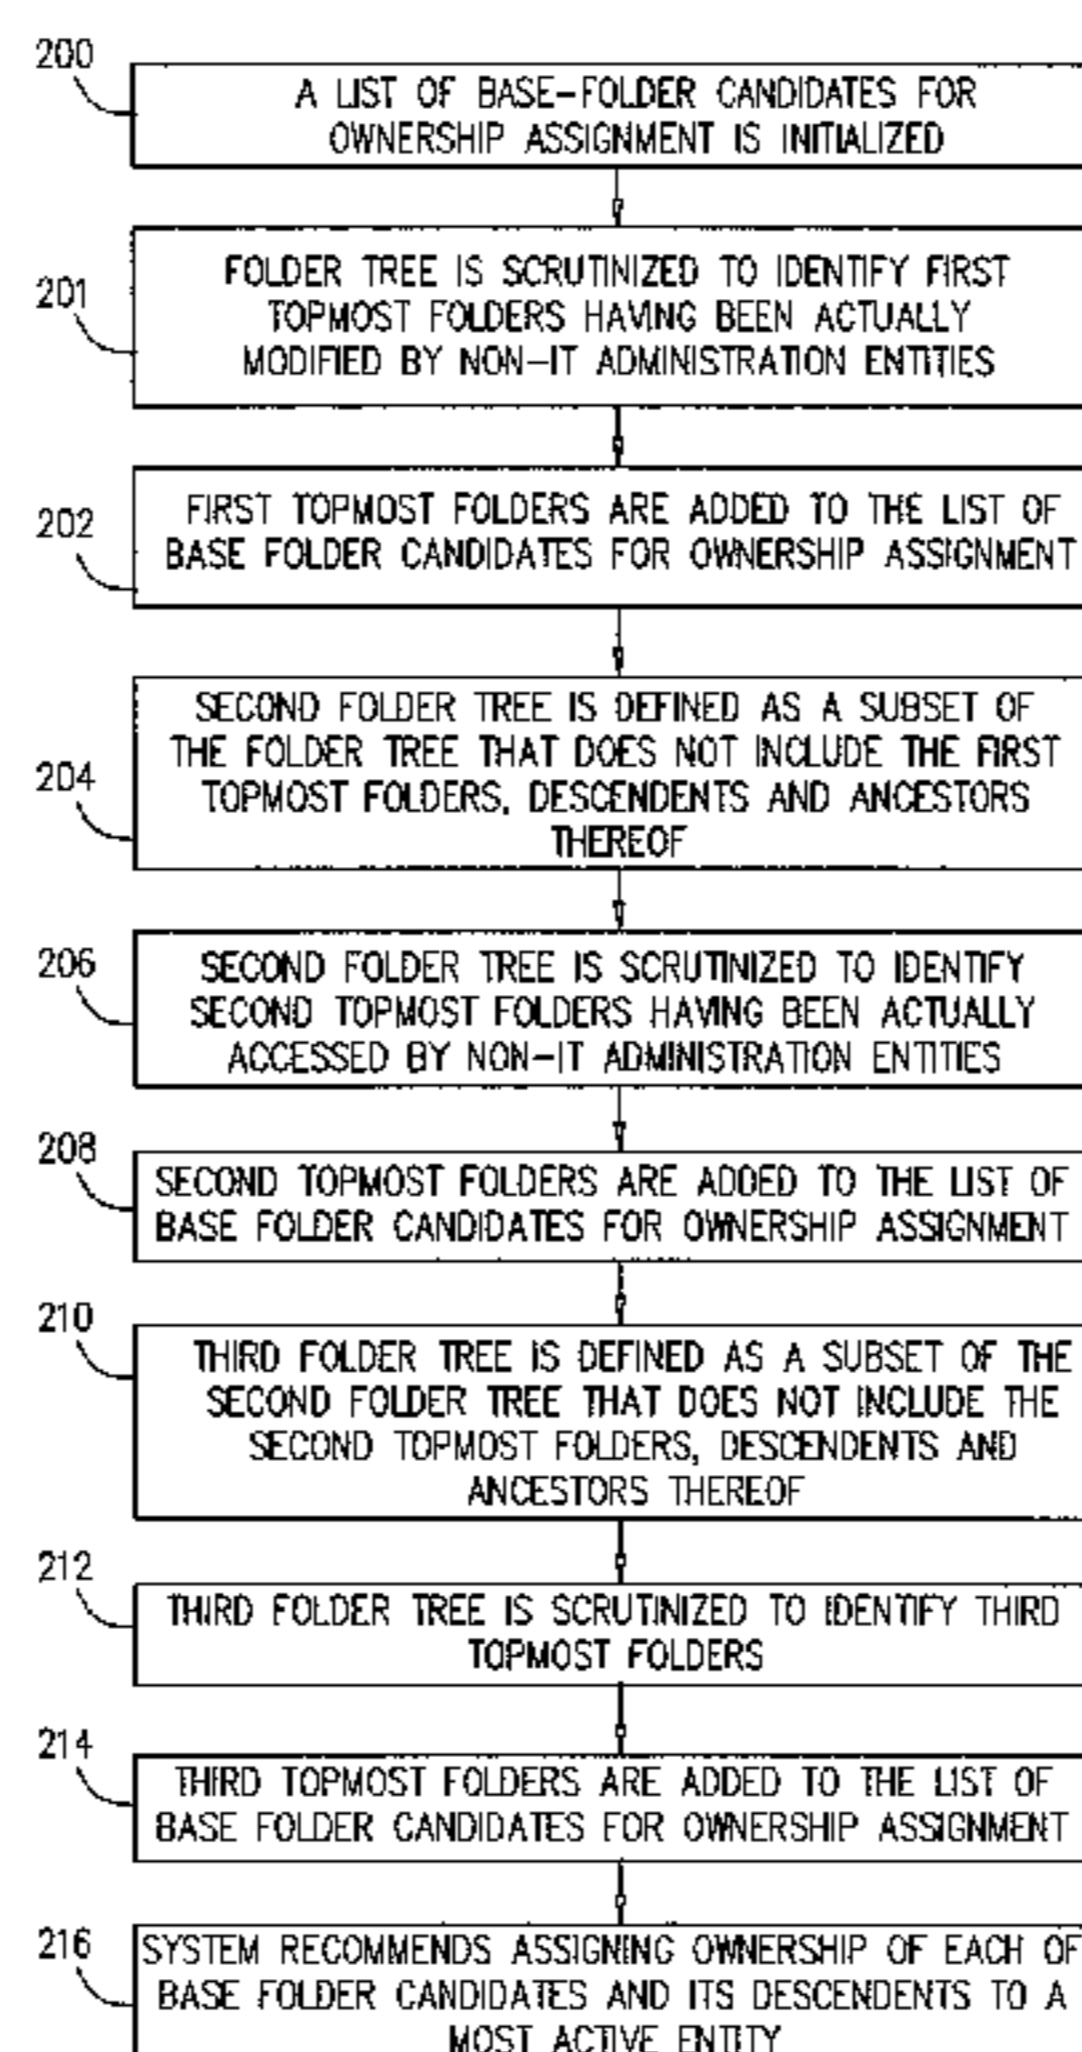 200
A LIST OF BASE-FOLDER CANDIDATES FOR
OWNERSHIP ASSIGNMENT IS INITIALIZED
201
FOLDER TREE IS SCRUTINIZED TO IDENTIFY FIRST
TOPMOST FOLDERS HAVING BEEN ACTUALLY
MODIFIED BY NON-IT ADMINISTRATION ENTITIES
202
FIRST TOPMOST FOLDERS ARE ADDED TO THE LIST OF
BASE FOLDER CANDIDATES FOR OWNERSHIP ASSIGNMENT
204
SECOND FOLDER TREE IS DEFINED AS A SUBSET OF
THE FOLDER TREE THAT DOES NOT INCLUDE THE FIRST
TOPMOST FOLDERS, DESCENDENTS AND ANCESTORS
THEREOF
206
SECOND FOLDER TREE IS SCRUTINIZED TO IDENTIFY
SECOND TOPMOST FOLDERS HAVING BEEN ACTUALLY
ACCESSED BY NON-IT ADMINISTRATION ENTITIES
208
SECOND TOPMOST FOLDERS ARE ADDED TO THE LIST OF
BASE FOLDER CANDIDATES FOR OWNERSHIP ASSIGNMENT
210
THIRD FOLDER TREE IS DEFINED AS A SUBSET OF THE
SECOND FOLDER TREE THAT DOES NOT INCLUDE THE
SECOND TOPMOST FOLDERS, DESCENDENTS AND
ANCESTORS THEREOF
212
THIRD FOLDER TREE IS SCRUTINIZED TO IDENTIFY THIRD
TOPMOST FOLDERS
214
THIRD TOPMOST FOLDERS ARE ADDED TO THE LIST OF
BASE FOLDER CANDIDATES FOR OWNERSHIP ASSIGNMENT
216
SYSTEM RECOMMENDS ASSIGNING OWNERSHIP OF EACH OF
BASE FOLDER CANDIDATES AND ITS DESCENDENTS TO A
MOST ACTIVE ENTITY